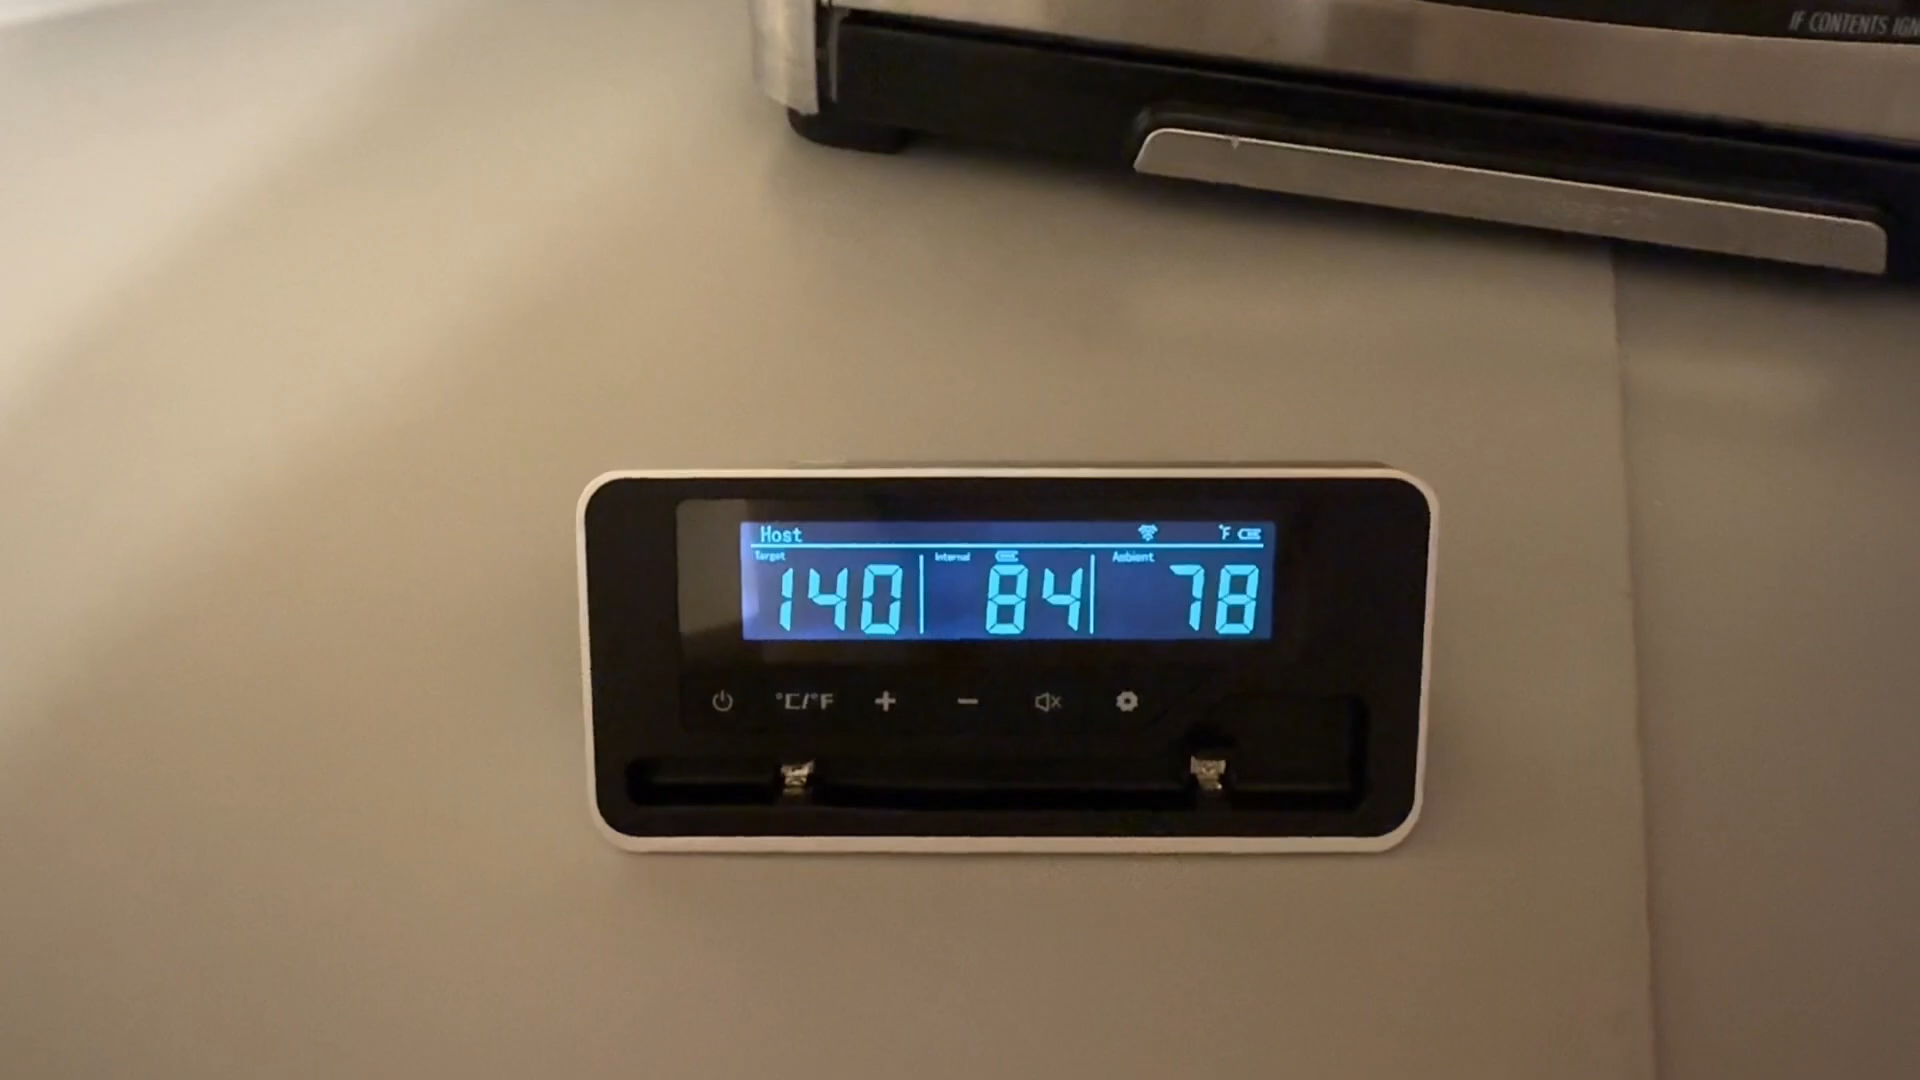 IF CONTENTS IGN
Host °F
Target Internal Ambient
140 84 78
°C/°F